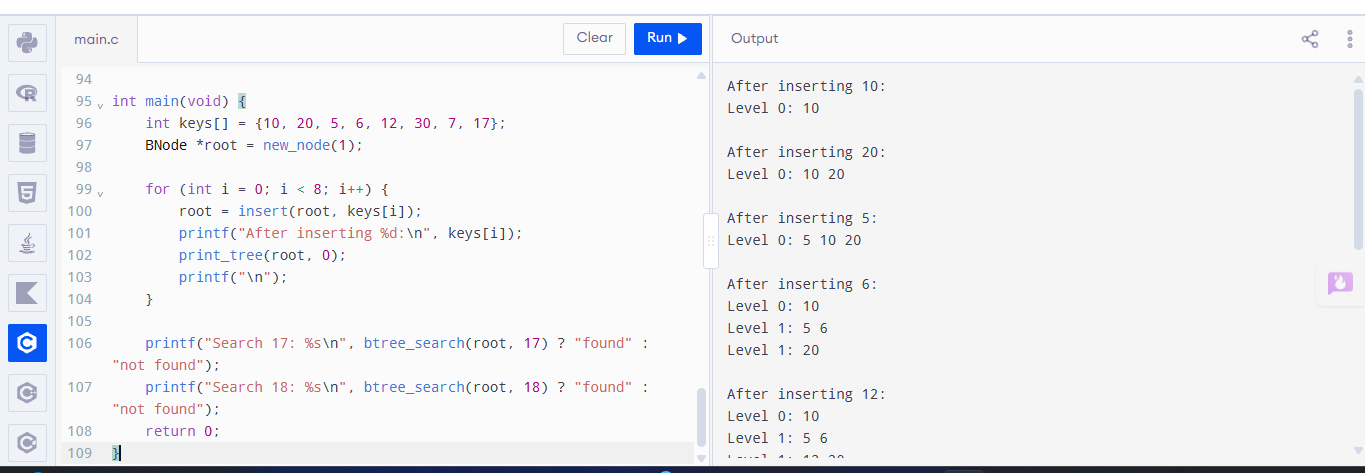 main.c
Clear
Run
94
95 int main(void) {
96 int keys[] = {10, 20, 5, 6, 12, 30, 7, 17};
97 BNode *root = new_node(1);
98
99 for (int i = 0; i < 8; i++) {
100 root = insert(root, keys[i]);
101 printf("After inserting %d:\n", keys[i]);
102 print_tree(root, 0);
103 printf("\n");
104 }
105
106 printf("Search 17: %s\n", btree_search(root, 17) ? "found" :
"not found");
107 printf("Search 18: %s\n", btree_search(root, 18) ? "found" :
"not found");
108 return 0;
109 }
Output
After inserting 10:
Level 0: 10
After inserting 20:
Level 0: 10 20
After inserting 5:
Level 0: 5 10 20
After inserting 6:
Level 0: 10
Level 1: 5 6
Level 1: 20
After inserting 12:
Level 0: 10
Level 1: 5 6
Level 1: 12 20